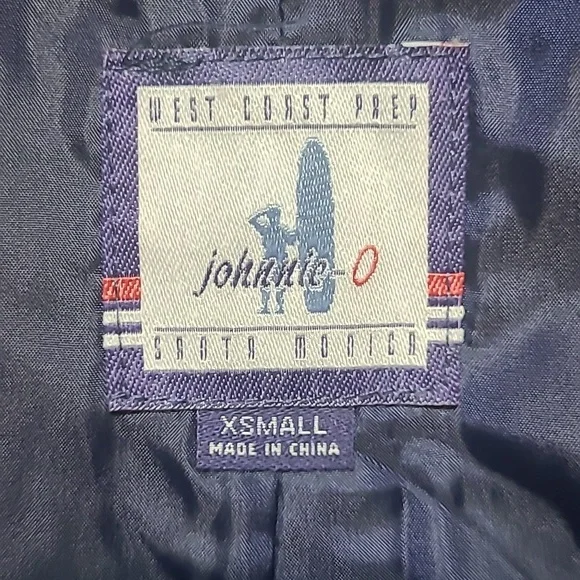 WEST COAST PREP
johnnie-O
SANTA MONICA
XSMALL
MADE IN CHINA